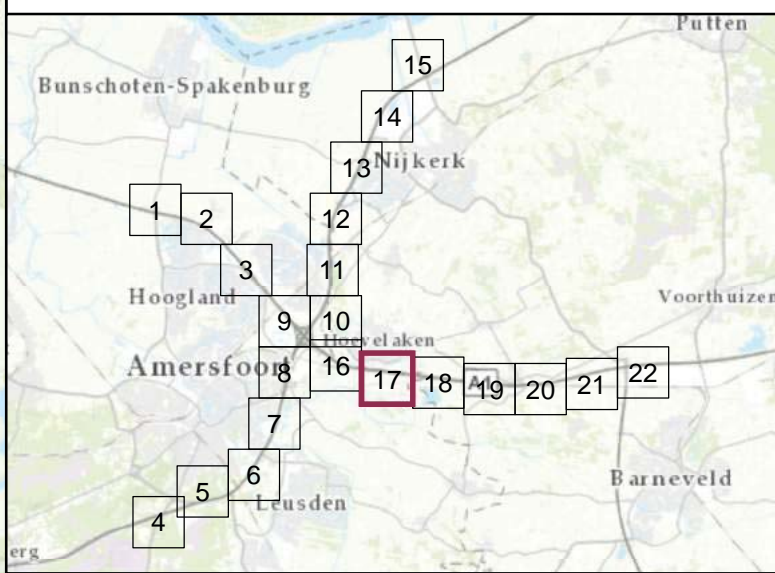 Putten
15
Bunschoten-Spakenburg
14
Nijkerk
13
1
2
12
3
11
Hoogland
Voorthuizen
9
10
Hoevelaken
Amersfoort
8
16
17
18
A1
19
20
21
22
7
6
Barneveld
5
Leusden
4
erg